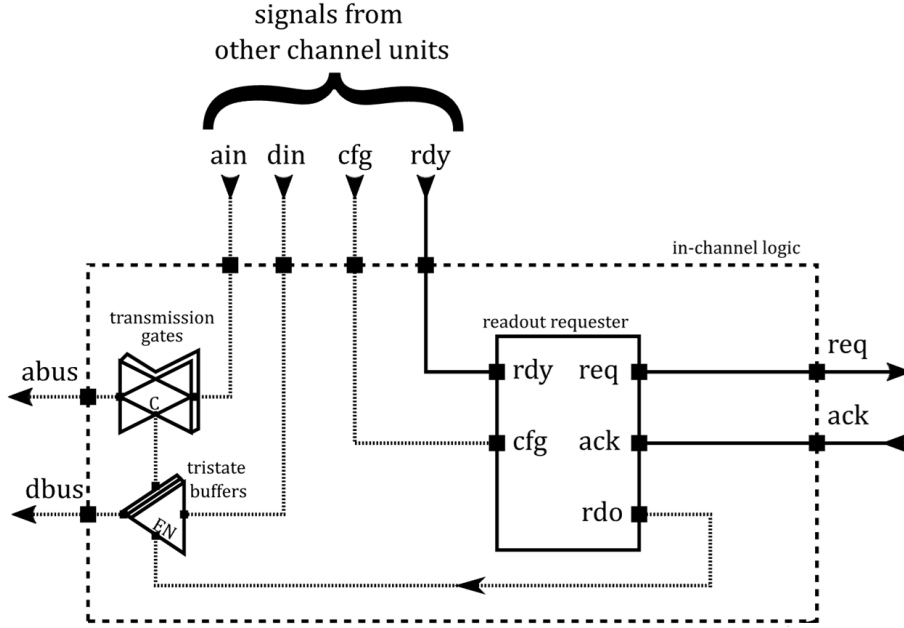 signals from
other channel units
ain din cfg rdy
in-channel logic
transmission
gates
readout requester
abus
C
rdy req
req
cfg ack
ack
tristate
buffers
dbus
EN
rdo